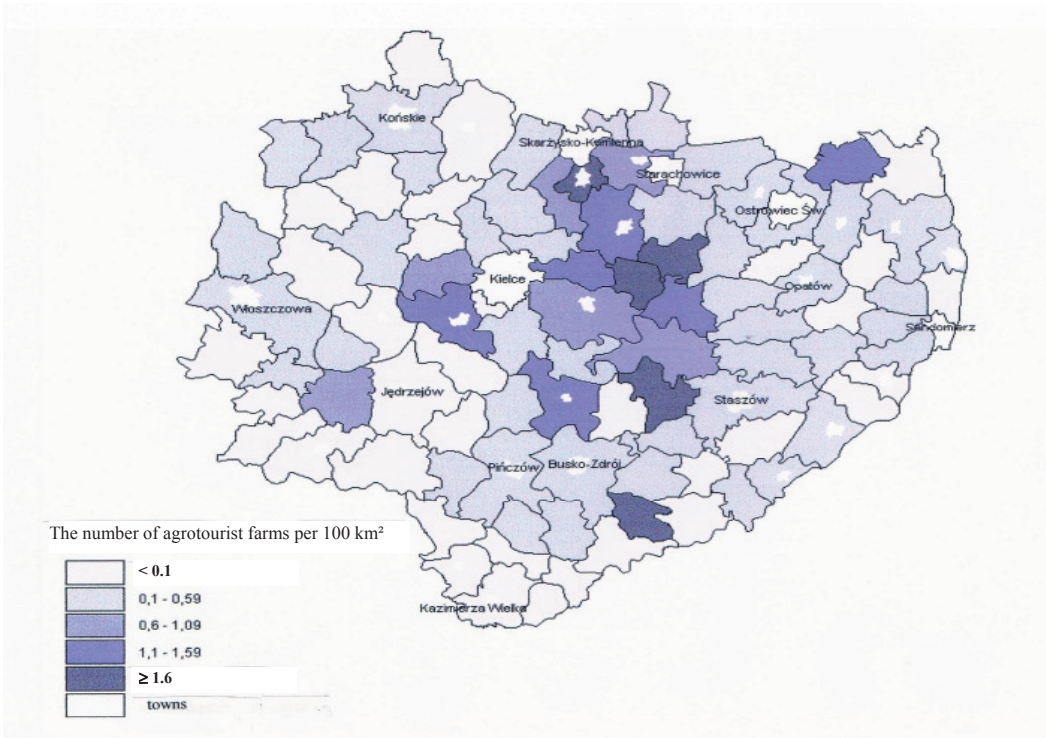 Końskie
Skarżysko-Kamienna
Starachowice
Ostrowiec Św.
Kielce
Opatów
Włoszczowa
Sandomierz
Jędrzejów
Staszów
Pińczów
Busko-Zdrój
Kazimierza Wielka
The number of agrotourist farms per 100 km²
< 0.1
0,1 - 0,59
0,6 - 1,09
1,1 - 1,59
≥ 1.6
towns